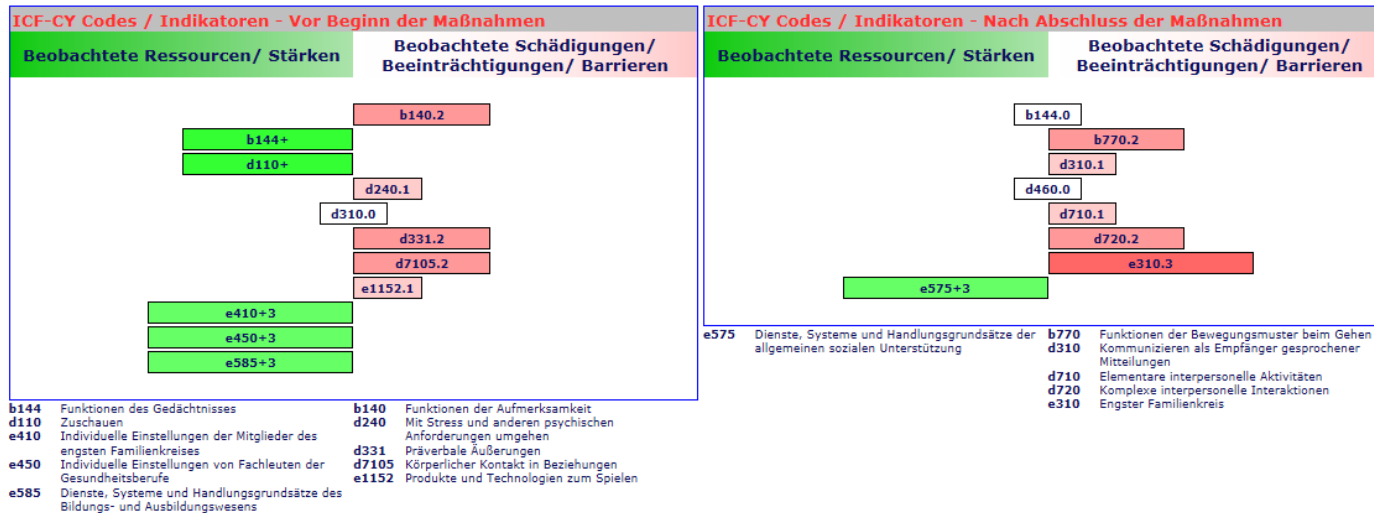 ICF-CY Codes / Indikatoren - Vor Beginn der Maßnahmen
Beobachtete Ressourcen/ Stärken
Beobachtete Schädigungen/
Beeinträchtigungen/ Barrieren
b140.2
b144+
d110+
d240.1
d310.0
d331.2
d7105.2
e1152.1
e410+3
e450+3
e585+3
b144 Funktionen des Gedächtnisses
d110 Zuschauen
e410 Individuelle Einstellungen der Mitglieder des
engsten Familienkreises
e450 Individuelle Einstellungen von Fachleuten der
Gesundheitsberufe
e585 Dienste, Systeme und Handlungsgrundsätze des
Bildungs- und Ausbildungswesens
b140 Funktionen der Aufmerksamkeit
d240 Mit Stress und anderen psychischen
Anforderungen umgehen
d331 Präverbale Äußerungen
d7105 Körperlicher Kontakt in Beziehungen
e1152 Produkte und Technologien zum Spielen
ICF-CY Codes / Indikatoren - Nach Abschluss der Maßnahmen
Beobachtete Ressourcen/ Stärken
Beobachtete Schädigungen/
Beeinträchtigungen/ Barrieren
b144.0
b770.2
d310.1
d460.0
d710.1
d720.2
e310.3
e575+3
e575 Dienste, Systeme und Handlungsgrundsätze der
allgemeinen sozialen Unterstützung
b770 Funktionen der Bewegungsmuster beim Gehen
d310 Kommunizieren als Empfänger gesprochener
Mitteilungen
d710 Elementare interpersonelle Aktivitäten
d720 Komplexe interpersonelle Interaktionen
e310 Engster Familienkreis